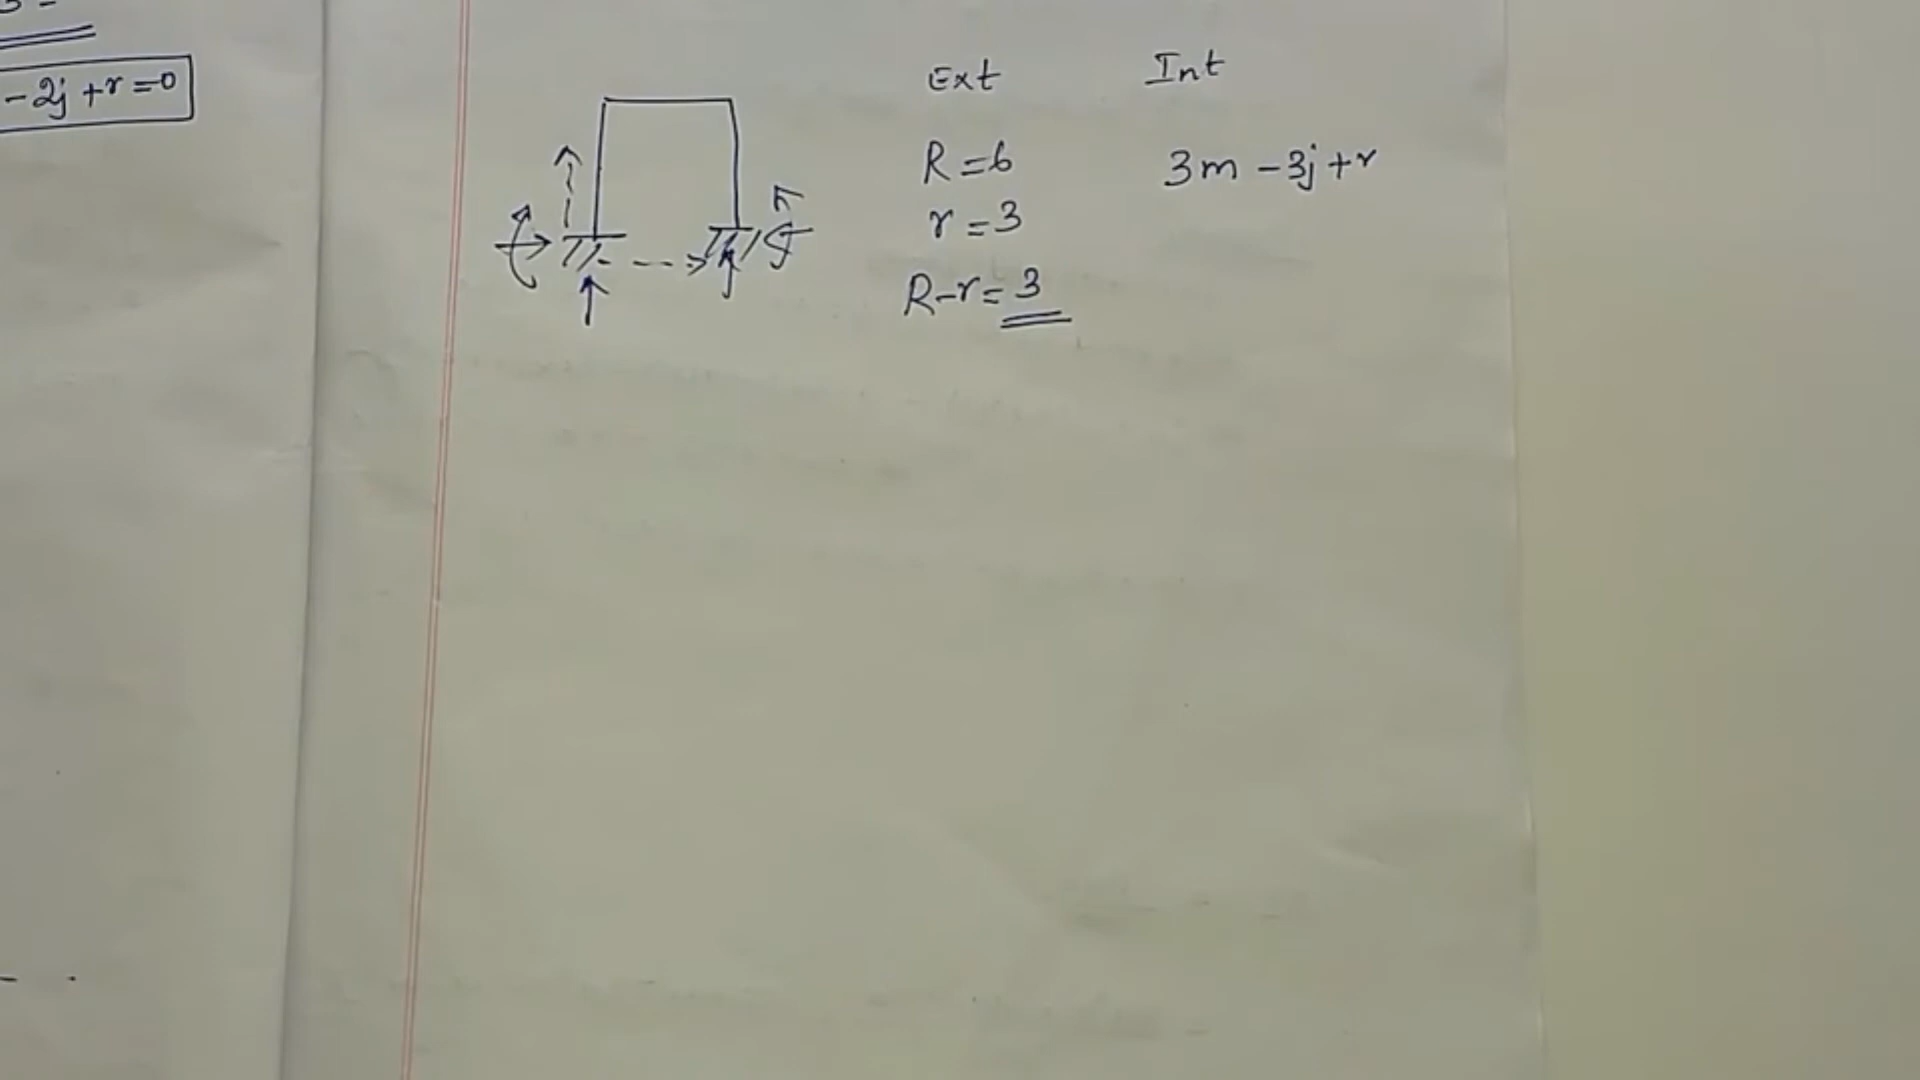 -2j + r = 0
Ext Int
R = 6 3m - 3j + r
r = 3
R - r = 3